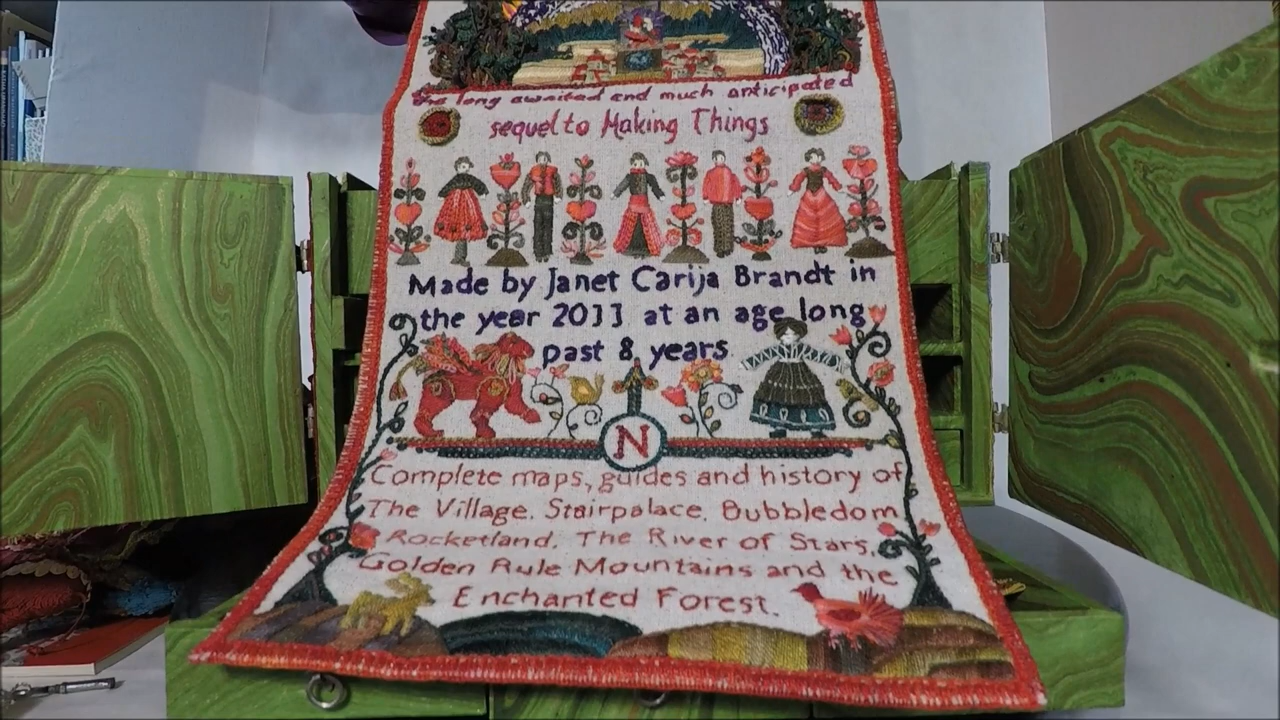 The long awaited and much anticipated
sequel to Making Things
Made by Janet Carija Brandt in
the year 2011 at an age long
past 8 years
N
Complete maps, guides and history of
The Village. Stairpalace. Bubbledom
Rocketland. The River of Stars.
Golden Rule Mountains and the
Enchanted Forest.